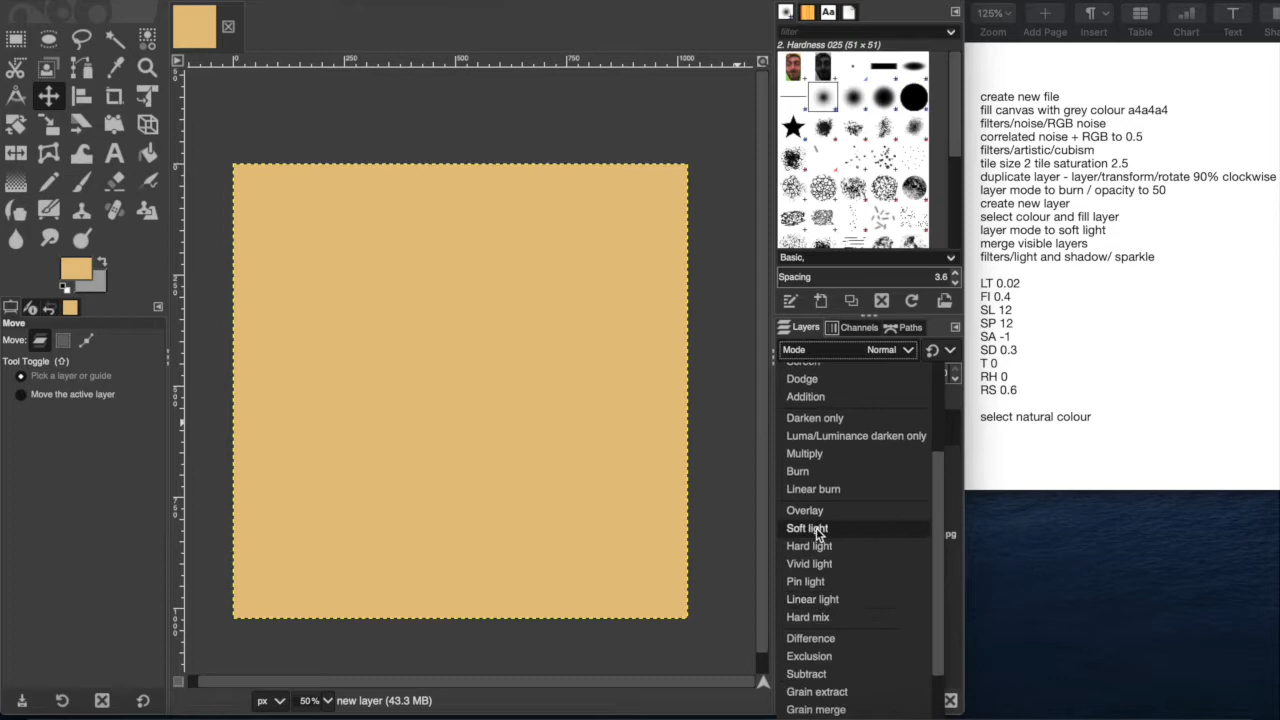 Aa
filter
2. Hardness 025 (51 × 51)
Basic,
Spacing 3.6
Layers Channels Paths
Mode Normal
Screen
Dodge
Addition
Darken only
Luma/Luminance darken only
Multiply
Burn
Linear burn
Overlay
Soft light
Hard light
Vivid light
Pin light
Linear light
Hard mix
Difference
Exclusion
Subtract
Grain extract
Grain merge
pg
0 250 500 750 1000
Move
Move:
Tool Toggle (⇧)
Pick a layer or guide
Move the active layer
px 50 % new layer (43.3 MB)
125%
Zoom Add Page Insert Table Chart Text Sha
create new file
fill canvas with grey colour a4a4a4
filters/noise/RGB noise
correlated noise + RGB to 0.5
filters/artistic/cubism
tile size 2 tile saturation 2.5
duplicate layer - layer/transform/rotate 90% clockwise
layer mode to burn / opacity to 50
create new layer
select colour and fill layer
layer mode to soft light
merge visible layers
filters/light and shadow/ sparkle
LT 0.02
FI 0.4
SL 12
SP 12
SA -1
SD 0.3
T 0
RH 0
RS 0.6
select natural colour